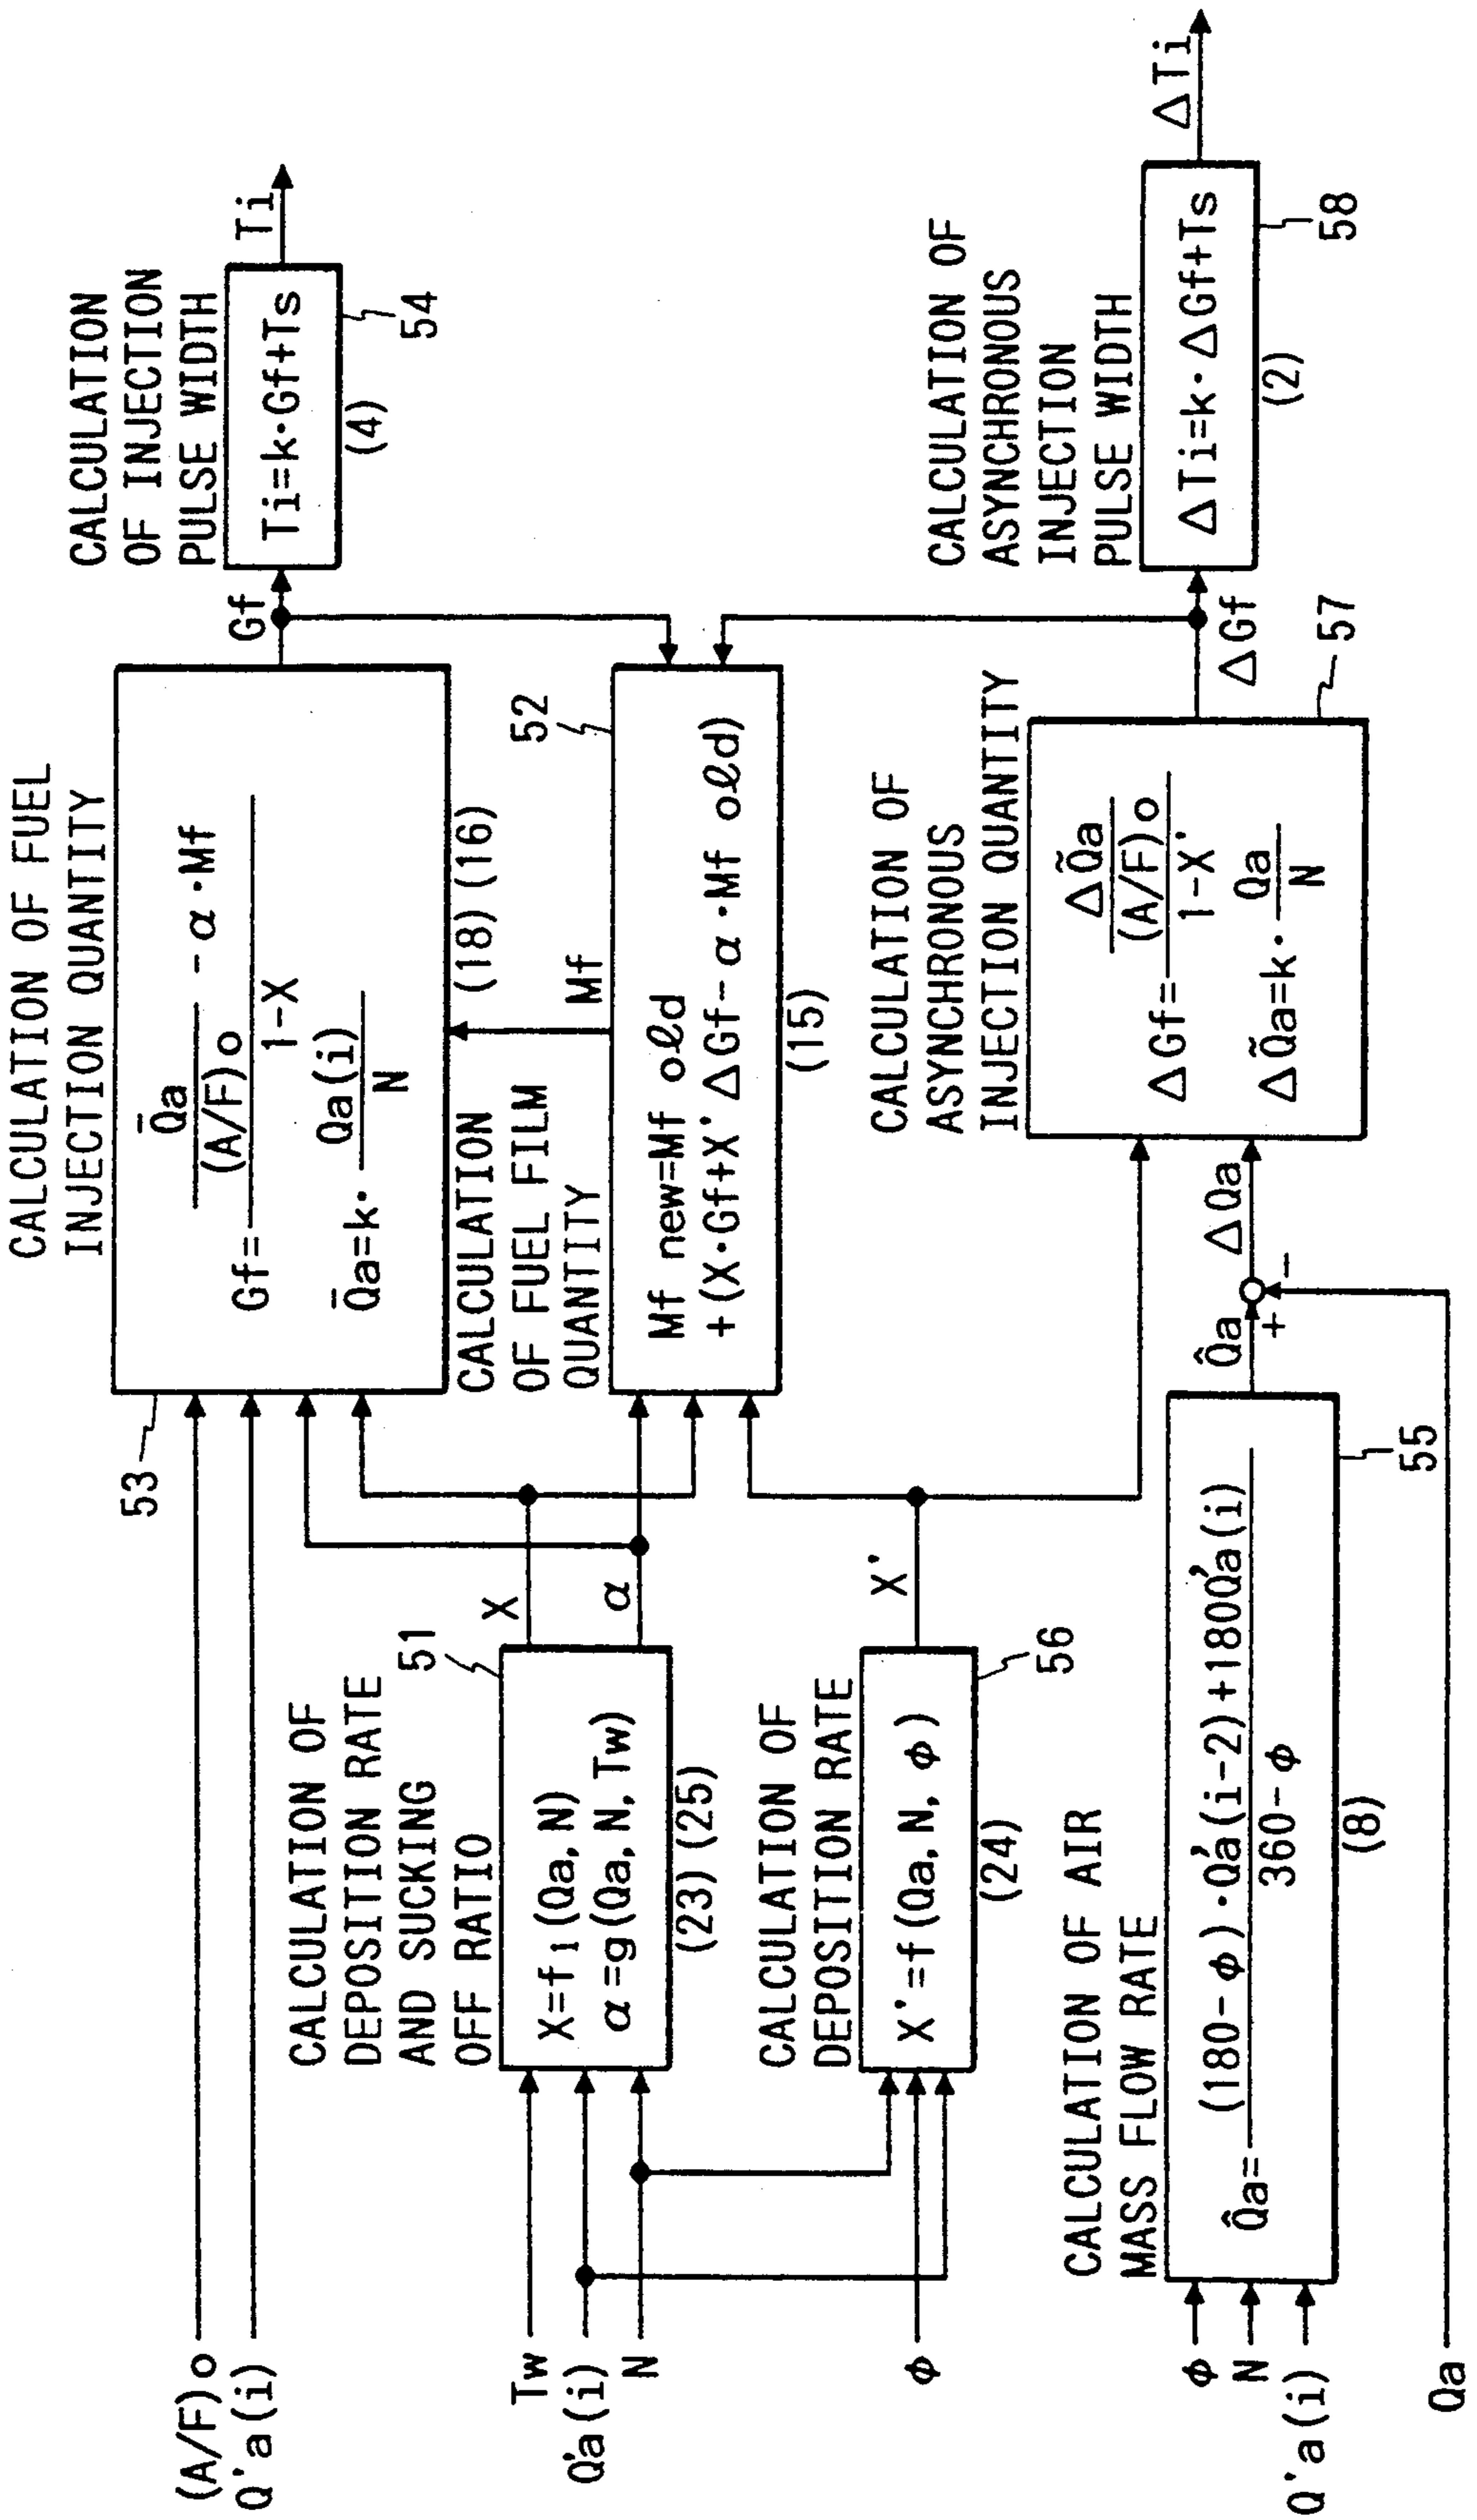 CALCULATION OF FUEL
INJECTION QUANTITY
53
Gf=
Q̄a
(A/F)o
-α·Mf
1-X
Q̄a=k·
Qa(i)
N
(18)(16)
(A/F)o
Q'a(i)
Gf
CALCULATION
OF INJECTION
PULSE WIDTH
Ti=k·Gf+Ts
54
(4)
Ti
CALCULATION OF
DEPOSITION RATE
AND SUCKING
OFF RATIO
51
X=f1(Qa,N)
α=g(Qa,N,Tw)
(23)(25)
Tw
Q'a(i)
N
X
α
CALCULATION
OF FUEL FILM
QUANTITY
Mf
52
Mf new=Mf old
+(X·Gf+X'ΔGf-α·Mf old)
(15)
CALCULATION OF
DEPOSITION RATE
X'=f(Qa,N,φ)
56
(24)
φ
X'
CALCULATION OF
ASYNCHRONOUS
INJECTION QUANTITY
ΔGf=
ΔQ̃a
(A/F)o
1-X'
ΔQ̃a=k·
Qa
N
57
ΔGf
CALCULATION OF
ASYNCHRONOUS
INJECTION
PULSE WIDTH
ΔTi=k·ΔGf+Ts
58
(2)
ΔTi
CALCULATION OF AIR
MASS FLOW RATE
Q̂a=
(180-φ)·Q'a(i-2)+180Q'a(i)
360-φ
55
(8)
φ
N
Q'a(i)
Q̂a
+
-
ΔQa
Qa